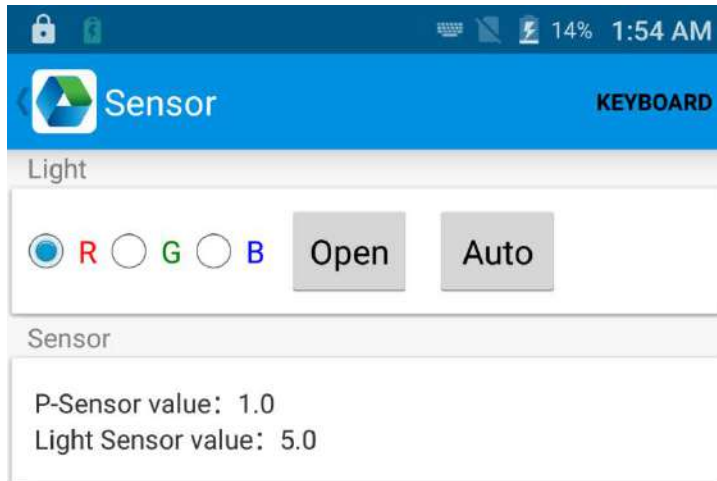 14% 1:54 AM
Sensor KEYBOARD
Light
R G B Open Auto
Sensor
P-Sensor value：1.0
Light Sensor value：5.0